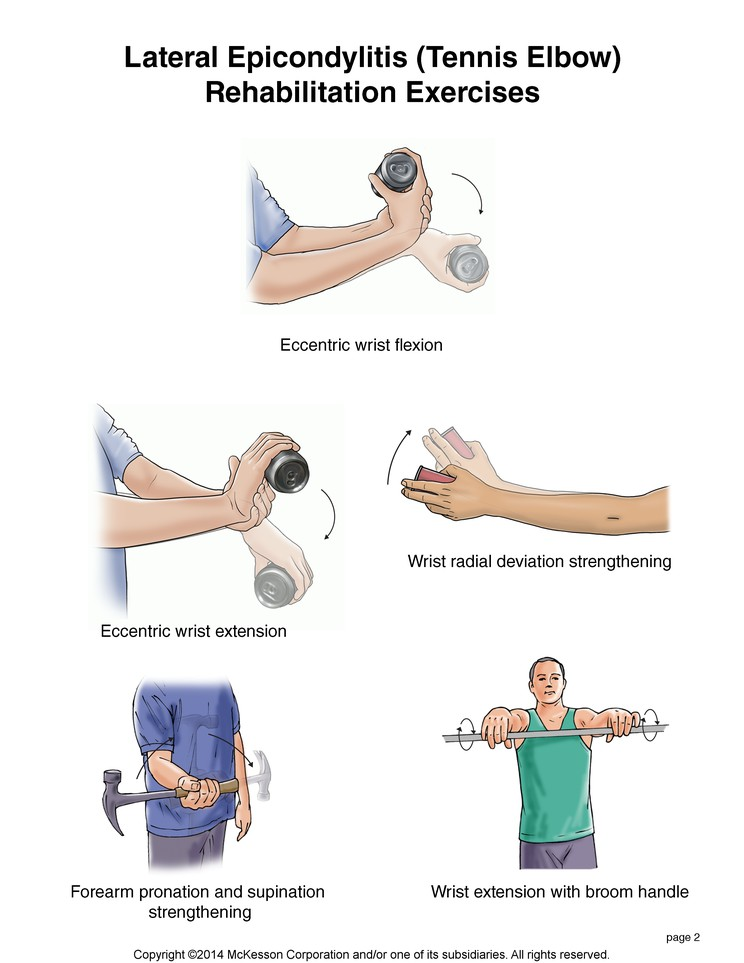 Lateral Epicondylitis (Tennis Elbow)
Rehabilitation Exercises
Eccentric wrist flexion
Wrist radial deviation strengthening
Eccentric wrist extension
Forearm pronation and supination
strengthening
Wrist extension with broom handle
page 2
Copyright ©2014 McKesson Corporation and/or one of its subsidiaries. All rights reserved.